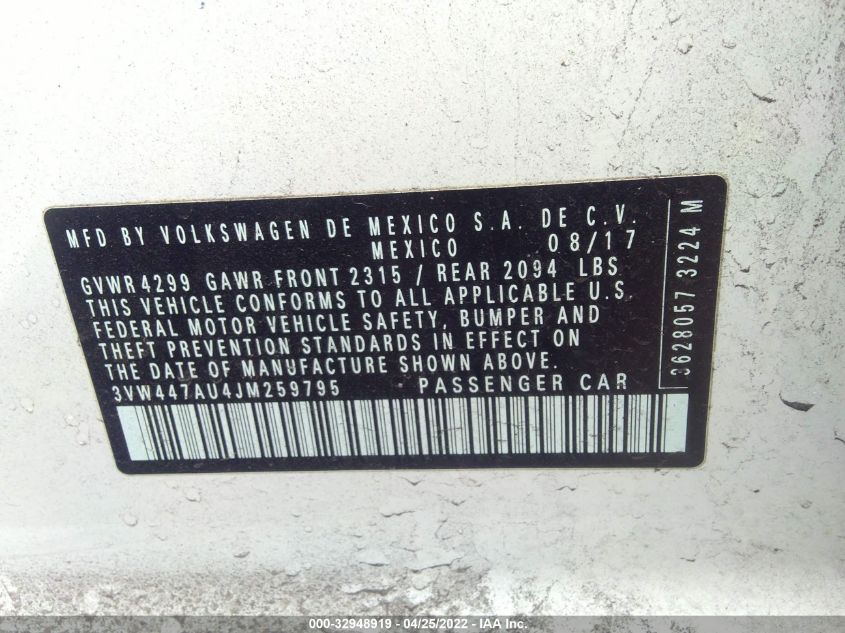 MFD BY VOLKSWAGEN DE MEXICO S.A. DE C.V.
MEXICO 08/17
GVWR 4299 GAWR FRONT 2315 / REAR 2094 LBS
THIS VEHICLE CONFORMS TO ALL APPLICABLE U.S.
FEDERAL MOTOR VEHICLE SAFETY, BUMPER AND
THEFT PREVENTION STANDARDS IN EFFECT ON
THE DATE OF MANUFACTURE SHOWN ABOVE.
3VW447AU4JM259795 PASSENGER CAR
3628057 3224 M
000-32948919 - 04/25/2022 - IAA Inc.